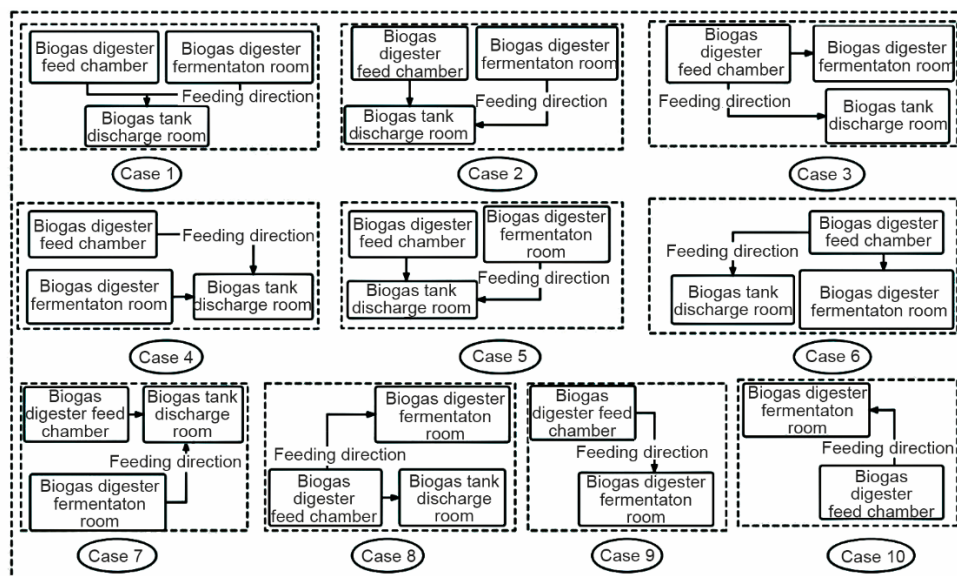 Biogas digester
feed chamber
Biogas digester
fermentaton room
Feeding direction
Biogas tank
discharge room
Case 1
Biogas
digester
feed chamber
Biogas digester
fermentaton room
Feeding direction
Biogas tank
discharge room
Case 2
Biogas
digester
feed chamber
Biogas digester
fermentaton room
Feeding direction
Biogas tank
discharge room
Case 3
Biogas digester
feed chamber
Feeding direction
Biogas digester
fermentaton room
Biogas tank
discharge room
Case 4
Biogas digester
feed chamber
Biogas digester
fermentaton
room
Feeding direction
Biogas tank
discharge room
Case 5
Biogas digester
feed chamber
Feeding direction
Biogas tank
discharge room
Biogas digester
fermentaton room
Case 6
Biogas
digester feed
chamber
Biogas tank
discharge
room
Feeding direction
Biogas digester
fermentaton
room
Case 7
Biogas digester
fermentaton
room
Feeding direction
Biogas
digester
feed chamber
Biogas tank
discharge
room
Case 8
Biogas
digester feed
chamber
Feeding direction
Biogas digester
fermentaton
room
Case 9
Biogas digester
fermentaton
room
Feeding direction
Biogas
digester
feed chamber
Case 10